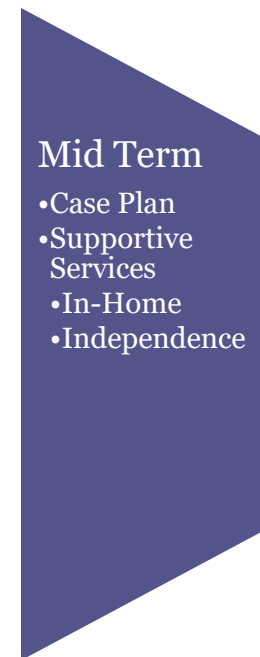 Mid Term
•Case Plan
•Supportive
Services
•In-Home
•Independence